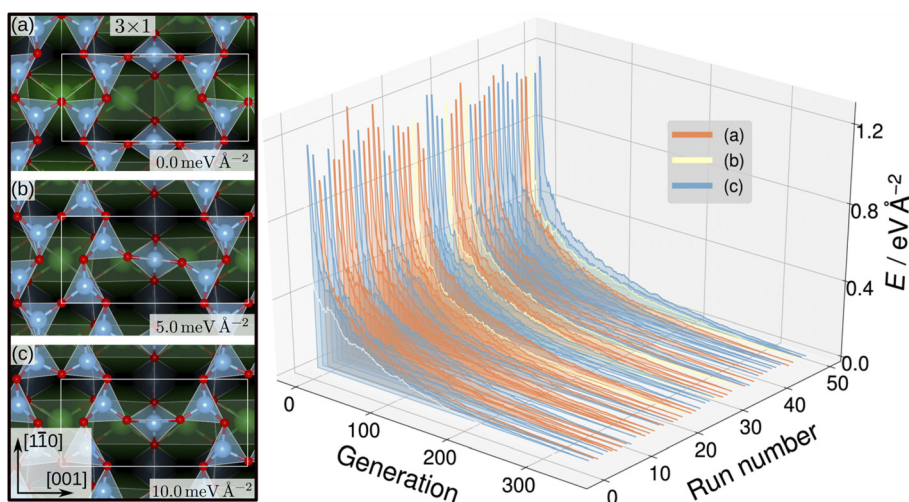 (a)
3×1
0.0 meV Å⁻²
(b)
5.0 meV Å⁻²
(c)
[11̄0]
[001]
10.0 meV Å⁻²
(a)
(b)
(c)
1.2
0.8
0.4
0.0
E / eV Å⁻²
0
100
200
300
Generation
0
10
20
30
40
50
Run number